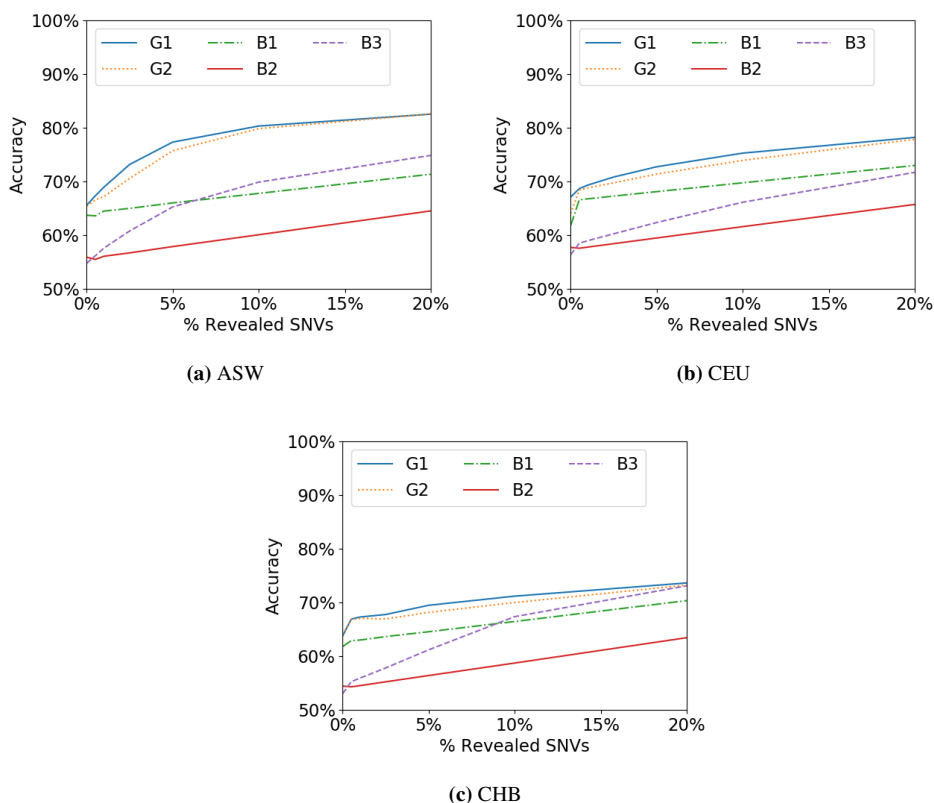 100%
90%
80%
70%
60%
50%
Accuracy
G1 B1 B3
G2 B2
0% 5% 10% 15% 20%
% Revealed SNVs
(a) ASW
100%
90%
80%
70%
60%
50%
Accuracy
G1 B1 B3
G2 B2
0% 5% 10% 15% 20%
% Revealed SNVs
(b) CEU
100%
90%
80%
70%
60%
50%
Accuracy
G1 B1 B3
G2 B2
0% 5% 10% 15% 20%
% Revealed SNVs
(c) CHB